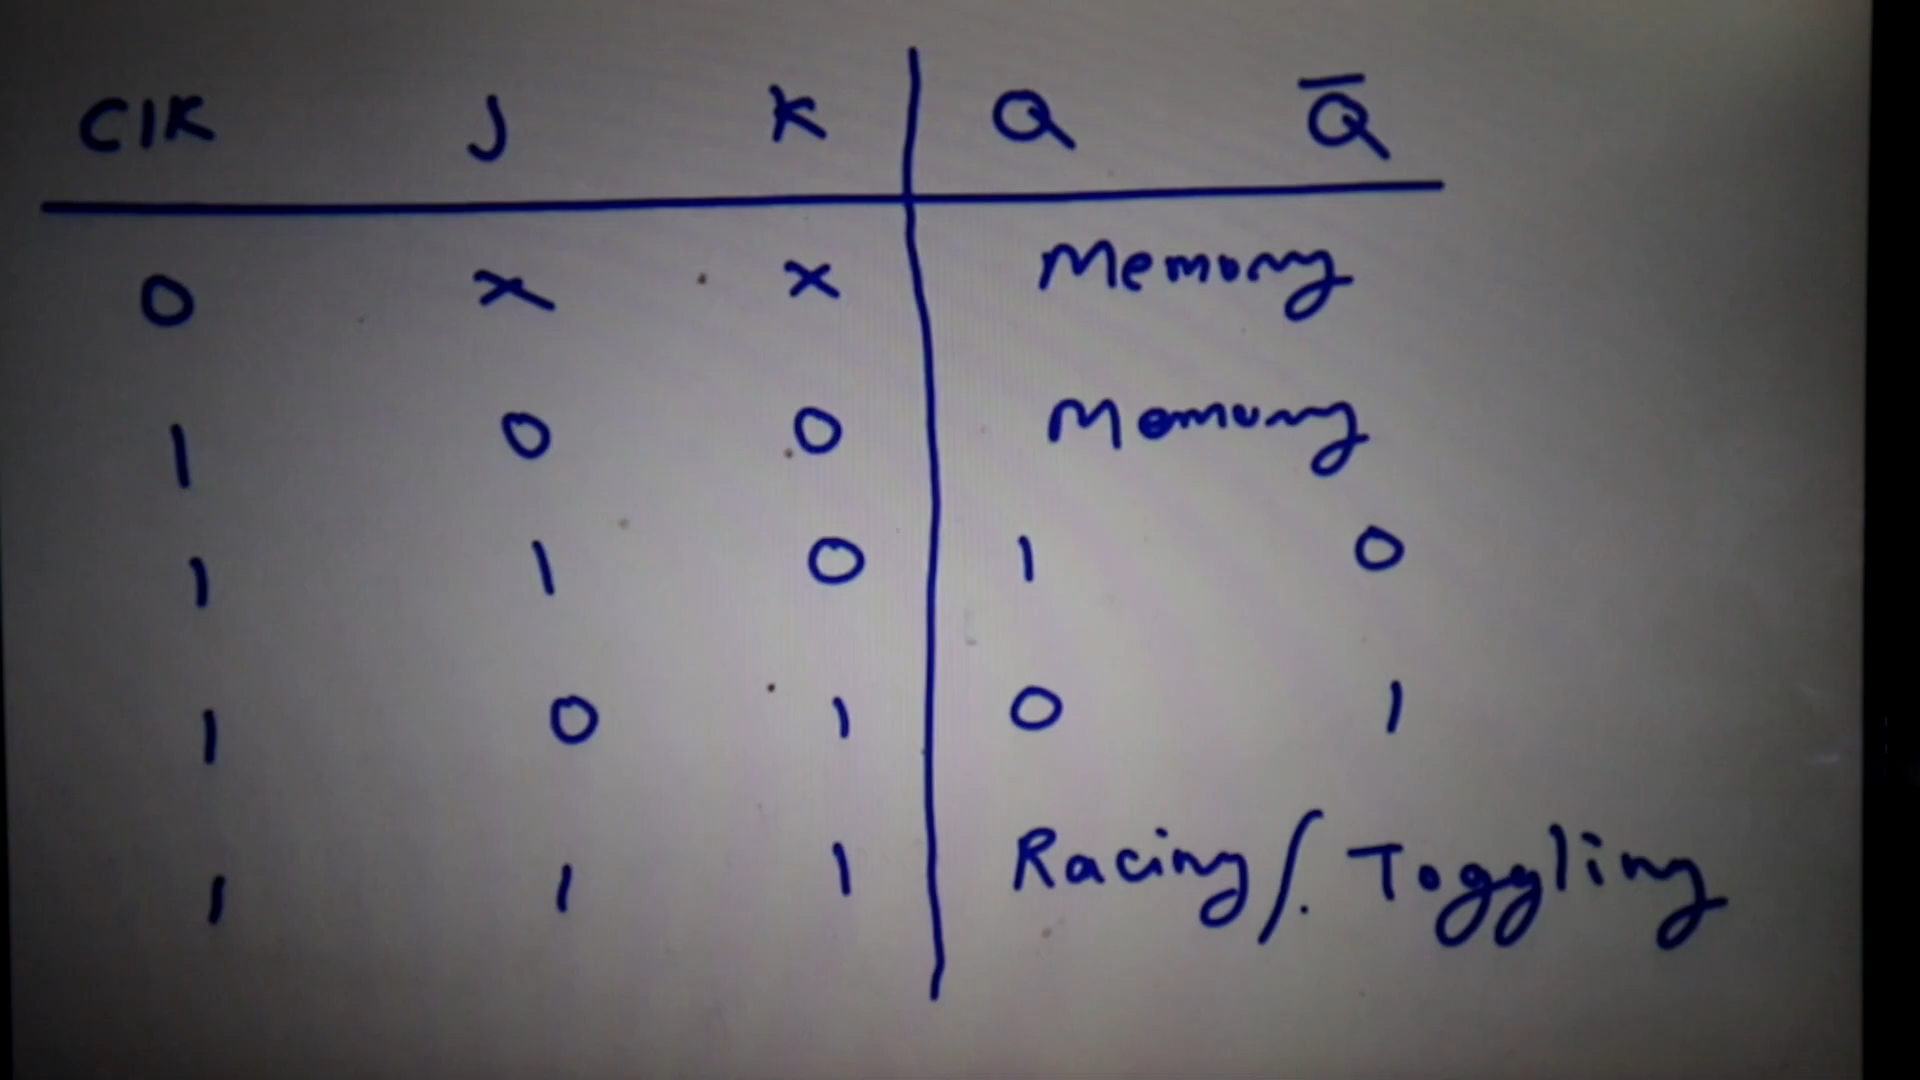 CLK J K Q Q̅
0 x x Memory
1 0 0 Memory
1 1 0 1 0
1 0 1 0 1
1 1 1 Racing/. Toggling